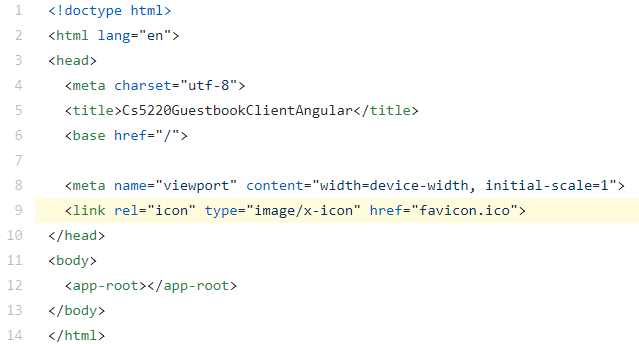 1 <!doctype html>
2 <html lang="en">
3 <head>
4   <meta charset="utf-8">
5   <title>Cs5220GuestbookClientAngular</title>
6   <base href="/">
7
8   <meta name="viewport" content="width=device-width, initial-scale=1">
9   <link rel="icon" type="image/x-icon" href="favicon.ico">
10 </head>
11 <body>
12   <app-root></app-root>
13 </body>
14 </html>